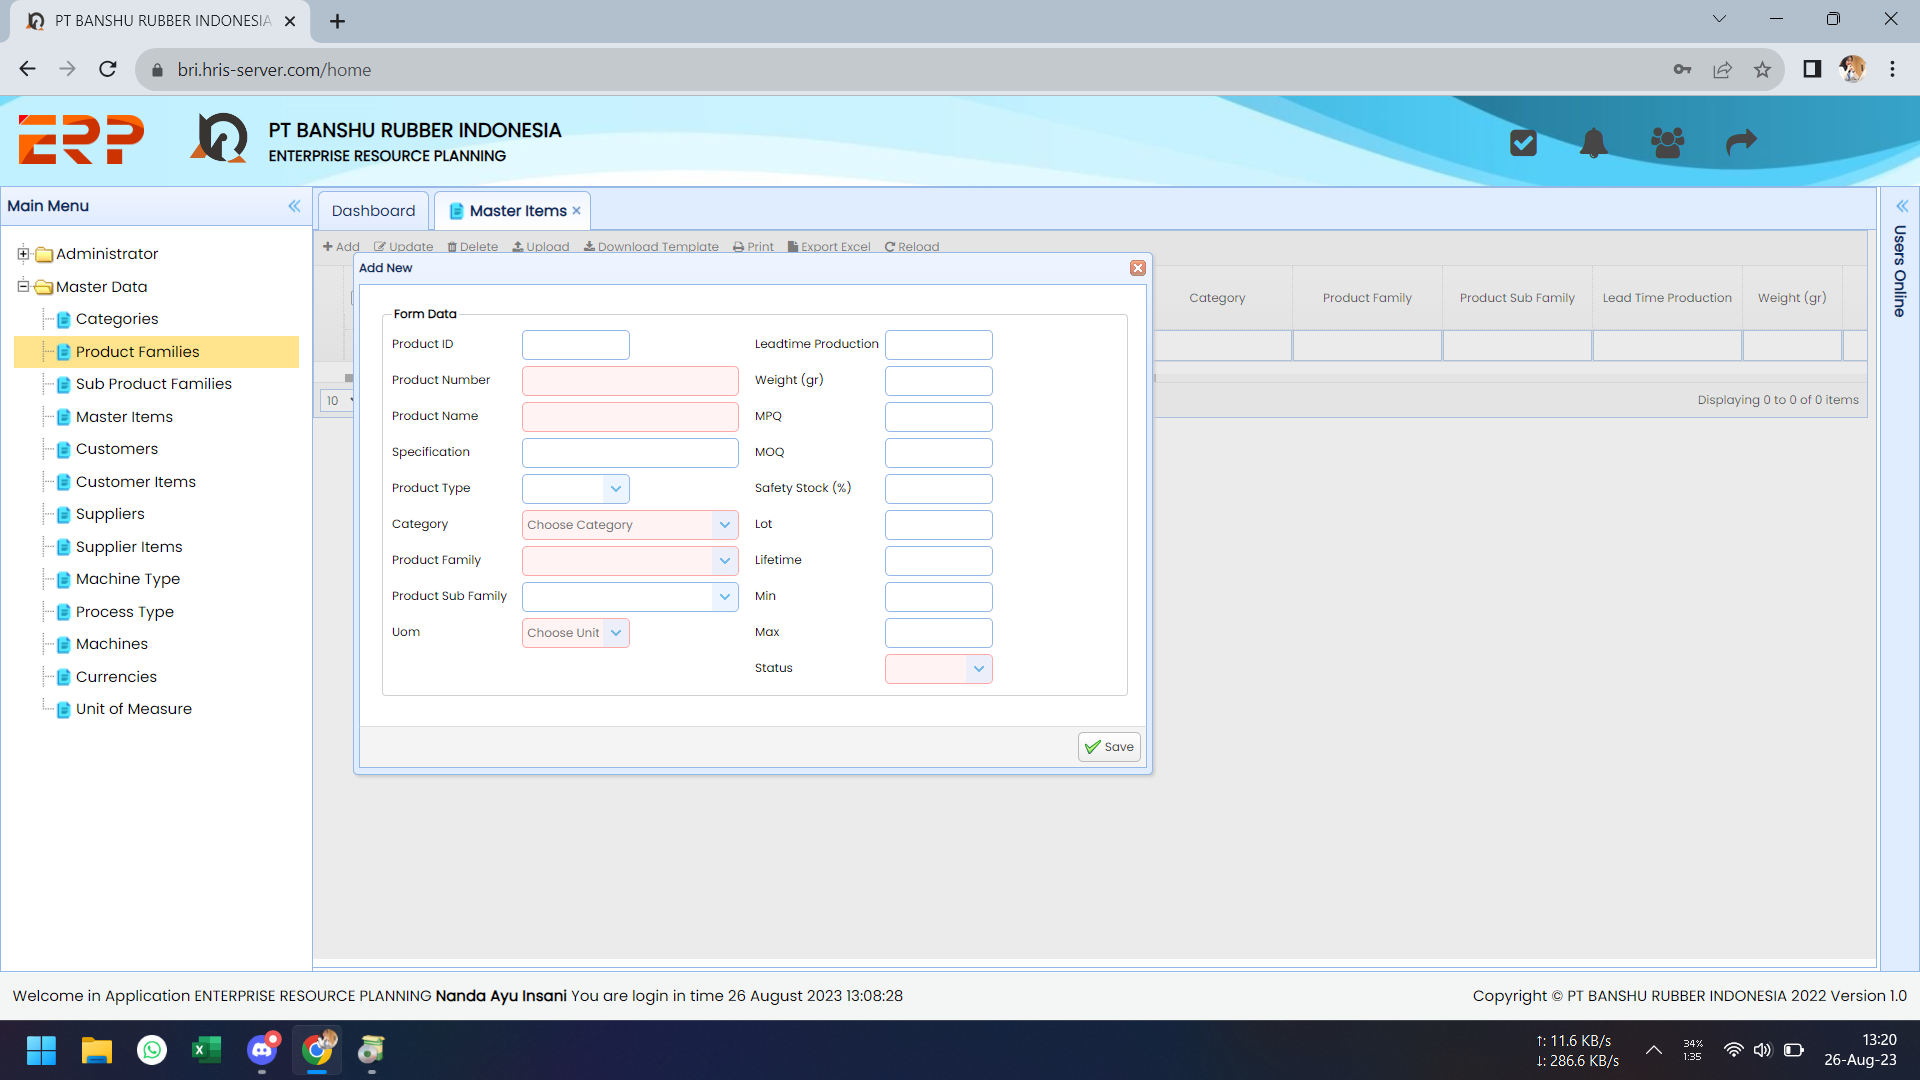 PT BANSHU RUBBER INDONESIA
bri.hris-server.com/home
ERP
PT BANSHU RUBBER INDONESIA
ENTERPRISE RESOURCE PLANNING
Main Menu
Administrator
Master Data
Categories
Product Families
Sub Product Families
Master Items
Customers
Customer Items
Suppliers
Supplier Items
Machine Type
Process Type
Machines
Currencies
Unit of Measure
Dashboard
Master Items
Add Update Delete Upload Download Template Print Export Excel Reload
Category Product Family Product Sub Family Lead Time Production Weight (gr)
10
Displaying 0 to 0 of 0 items
Add New
Form Data
Product ID
Product Number
Product Name
Specification
Product Type
Category Choose Category
Product Family
Product Sub Family
Uom Choose Unit
Leadtime Production
Weight (gr)
MPQ
MOQ
Safety Stock (%)
Lot
Lifetime
Min
Max
Status
Save
Users Online
Welcome in Application ENTERPRISE RESOURCE PLANNING Nanda Ayu Insani You are login in time 26 August 2023 13:08:28
Copyright © PT BANSHU RUBBER INDONESIA 2022 Version 1.0
↑: 11.6 KB/s
↓: 286.6 KB/s
34%
1:35
13:20
26-Aug-23